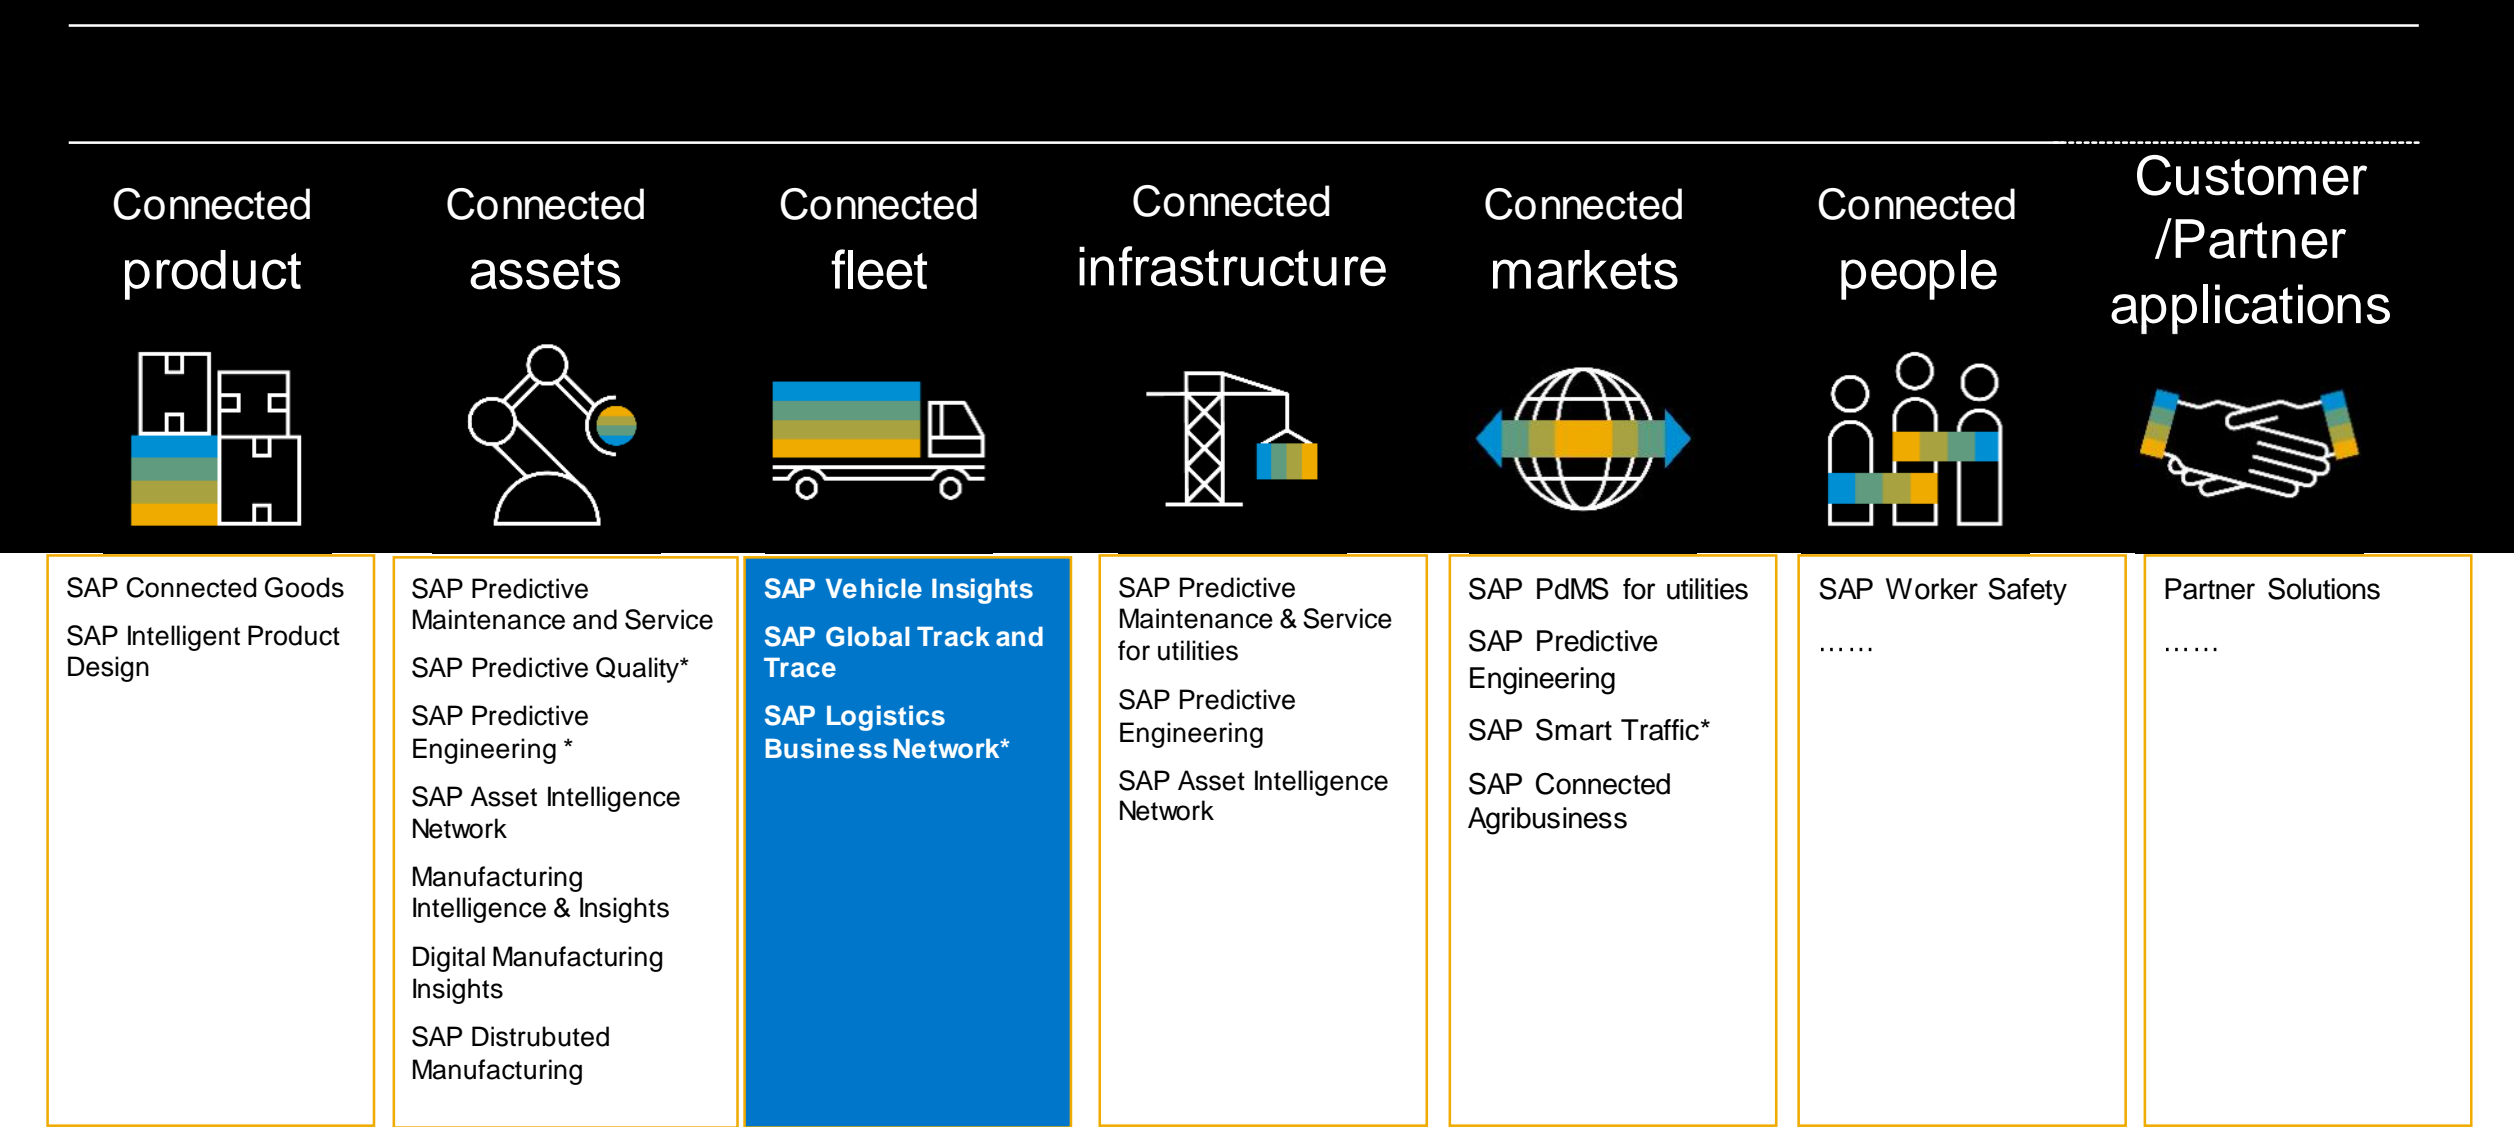 Connected
product
Connected
assets
Connected
fleet
Connected
infrastructure
Connected
markets
Connected
people
Customer
/Partner
applications
SAP Connected Goods
SAP Intelligent Product
Design
SAP Predictive
Maintenance and Service
SAP Predictive Quality*
SAP Predictive
Engineering *
SAP Asset Intelligence
Network
Manufacturing
Intelligence & Insights
Digital Manufacturing
Insights
SAP Distrubuted
Manufacturing
SAP Vehicle Insights
SAP Global Track and
Trace
SAP Logistics
Business Network*
SAP Predictive
Maintenance & Service
for utilities
SAP Predictive
Engineering
SAP Asset Intelligence
Network
SAP PdMS for utilities
SAP Predictive
Engineering
SAP Smart Traffic*
SAP Connected
Agribusiness
SAP Worker Safety
......
Partner Solutions
......